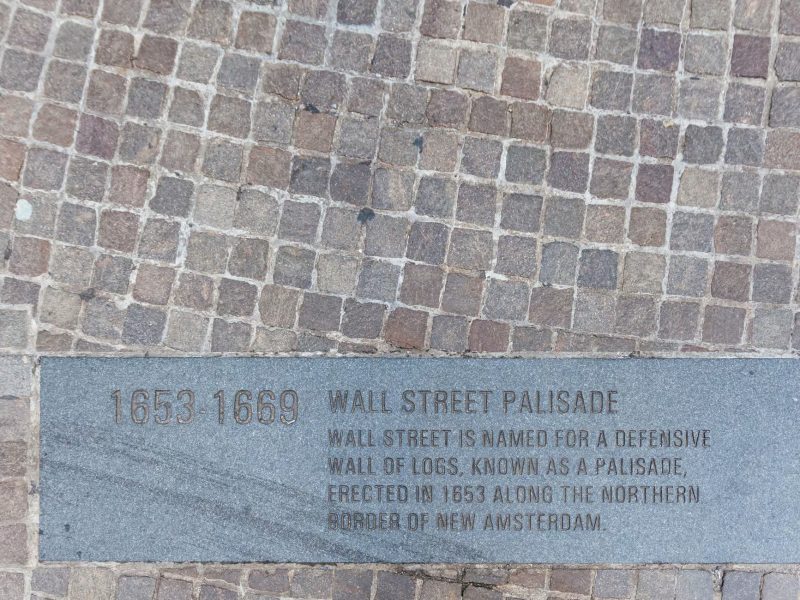 1653-1669
WALL STREET PALISADE
WALL STREET IS NAMED FOR A DEFENSIVE
WALL OF LOGS, KNOWN AS A PALISADE,
ERECTED IN 1653 ALONG THE NORTHERN
BORDER OF NEW AMSTERDAM.